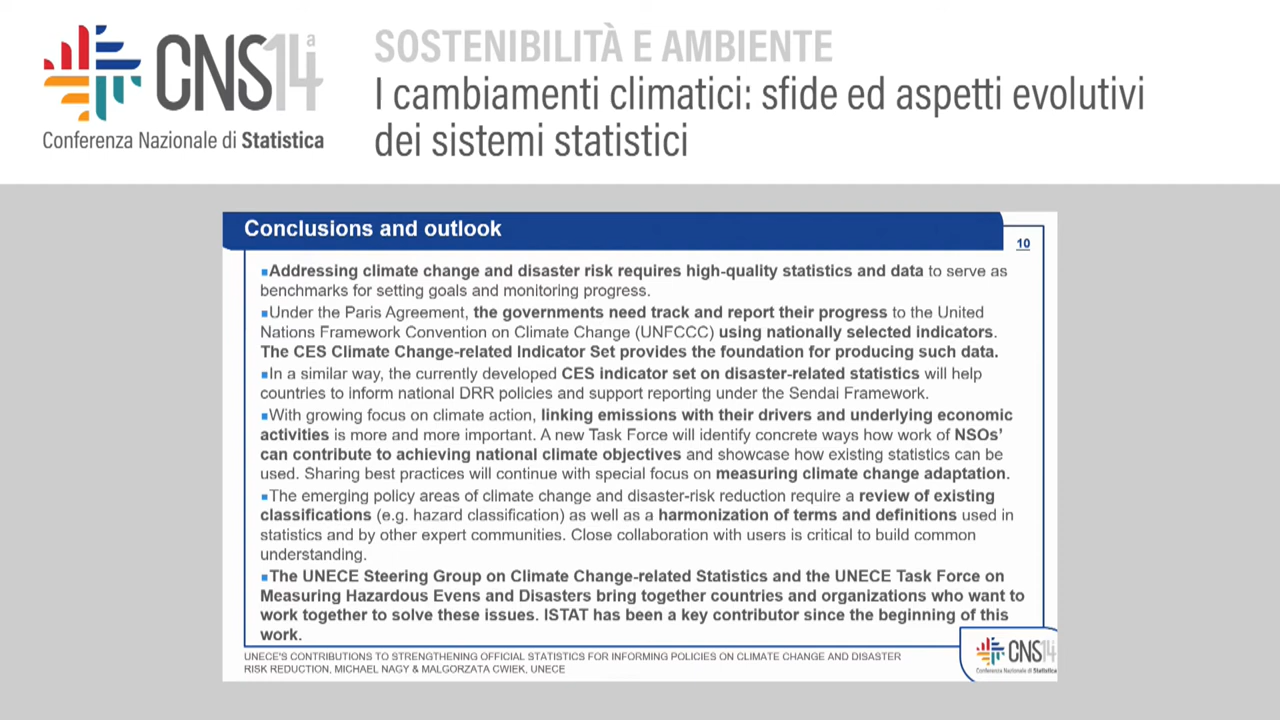 CNS14ª
Conferenza Nazionale di Statistica
SOSTENIBILITÀ E AMBIENTE
I cambiamenti climatici: sfide ed aspetti evolutivi
dei sistemi statistici
Conclusions and outlook
10
▪Addressing climate change and disaster risk requires high-quality statistics and data to serve as
benchmarks for setting goals and monitoring progress.
▪Under the Paris Agreement, the governments need track and report their progress to the United
Nations Framework Convention on Climate Change (UNFCCC) using nationally selected indicators.
The CES Climate Change-related Indicator Set provides the foundation for producing such data.
▪In a similar way, the currently developed CES indicator set on disaster-related statistics will help
countries to inform national DRR policies and support reporting under the Sendai Framework.
▪With growing focus on climate action, linking emissions with their drivers and underlying economic
activities is more and more important. A new Task Force will identify concrete ways how work of NSOs'
can contribute to achieving national climate objectives and showcase how existing statistics can be
used. Sharing best practices will continue with special focus on measuring climate change adaptation.
▪The emerging policy areas of climate change and disaster-risk reduction require a review of existing
classifications (e.g. hazard classification) as well as a harmonization of terms and definitions used in
statistics and by other expert communities. Close collaboration with users is critical to build common
understanding.
▪The UNECE Steering Group on Climate Change-related Statistics and the UNECE Task Force on
Measuring Hazardous Evens and Disasters bring together countries and organizations who want to
work together to solve these issues. ISTAT has been a key contributor since the beginning of this
work.
UNECE'S CONTRIBUTIONS TO STRENGTHENING OFFICIAL STATISTICS FOR INFORMING POLICIES ON CLIMATE CHANGE AND DISASTER
RISK REDUCTION, MICHAEL NAGY & MALGORZATA CWIEK, UNECE
CNS14
Conferenza Nazionale di Statistica